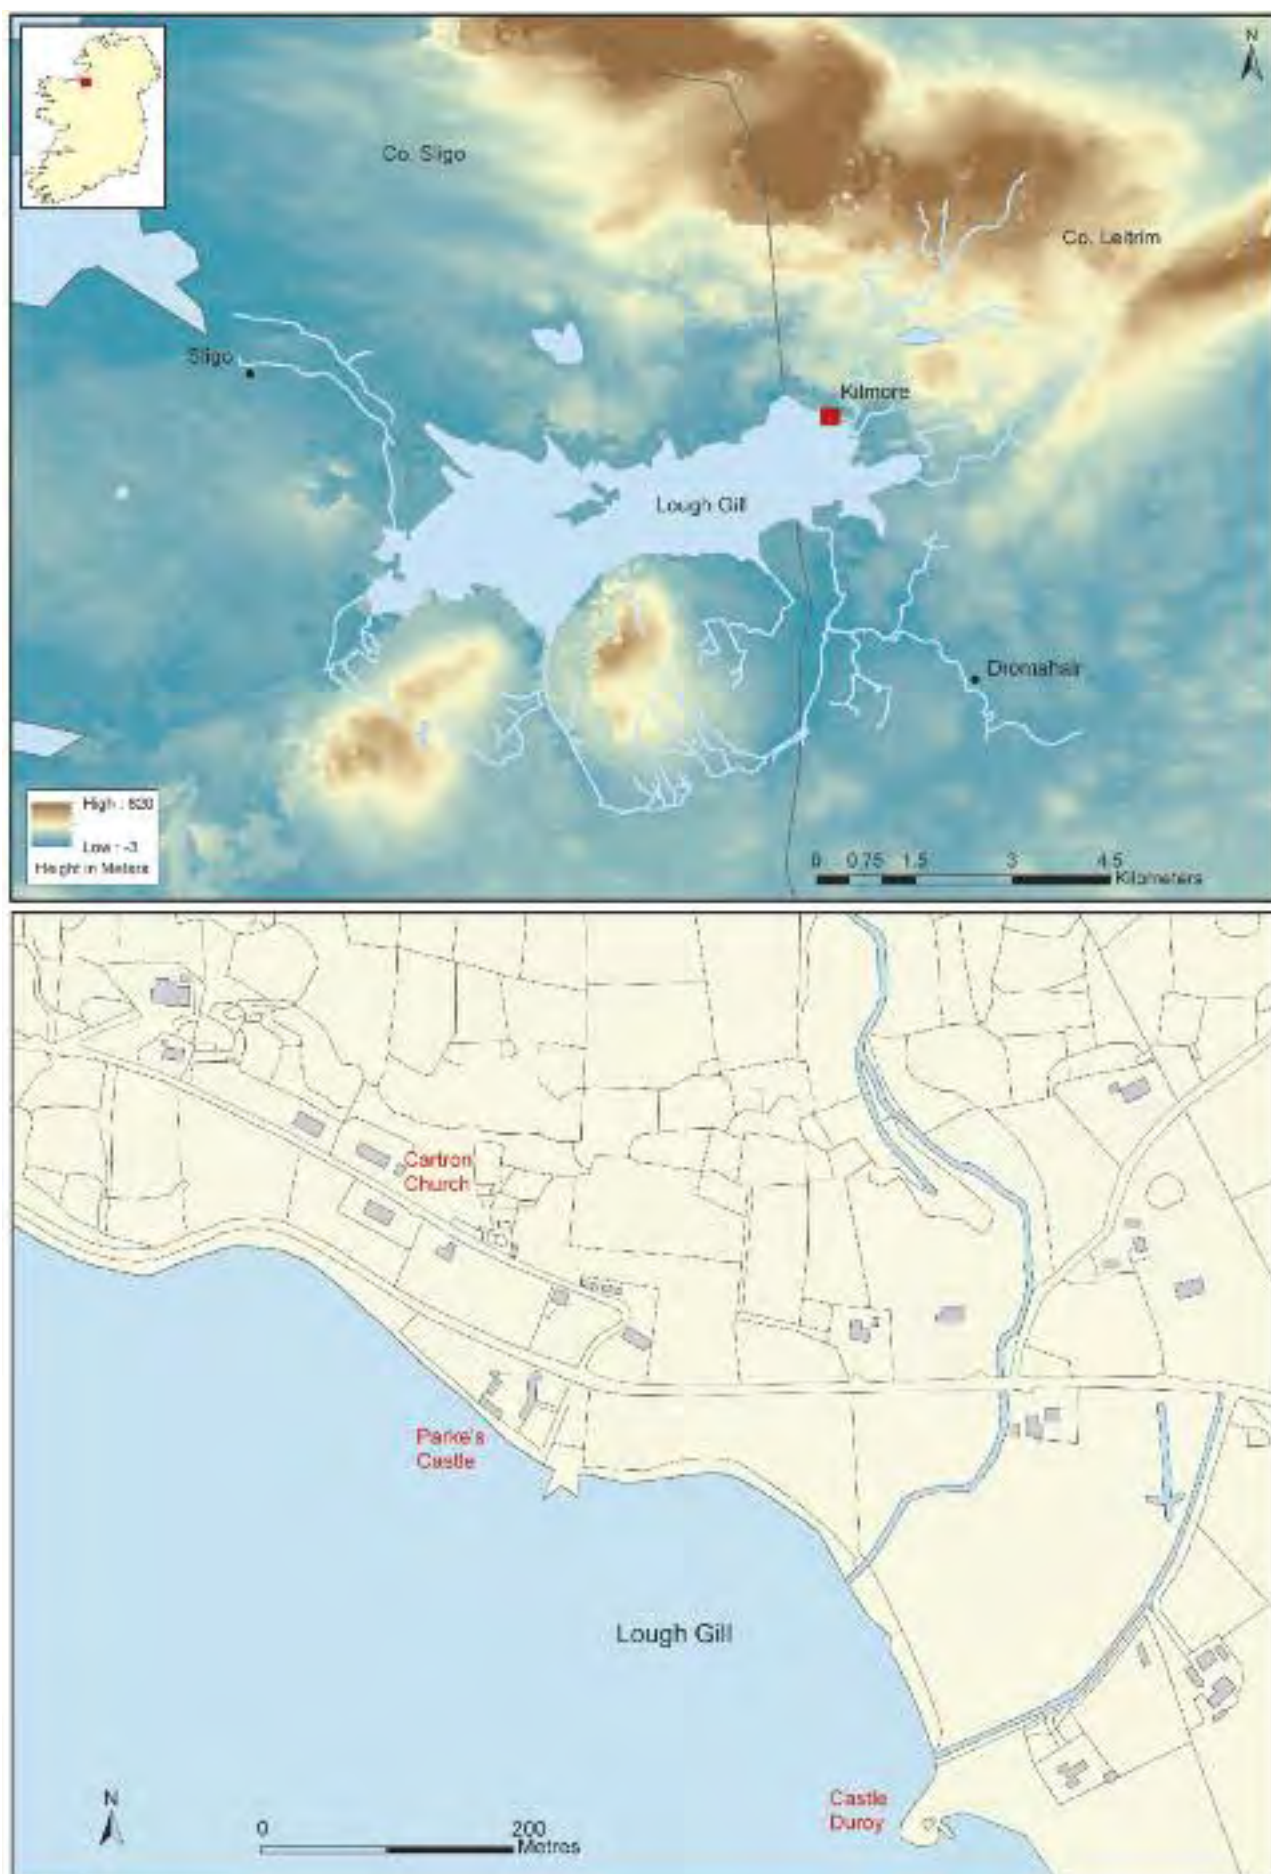 N
Co. Sligo
Co. Leitrim
Sligo
Kilmore
Lough Gill
Dromahair
High : 620
Low : -3
Height in Meters
0 0.75 1.5 3 4.5
Kilometers
Cartron
Church
Parke's
Castle
Lough Gill
N
0 200
Metres
Castle
Duroy